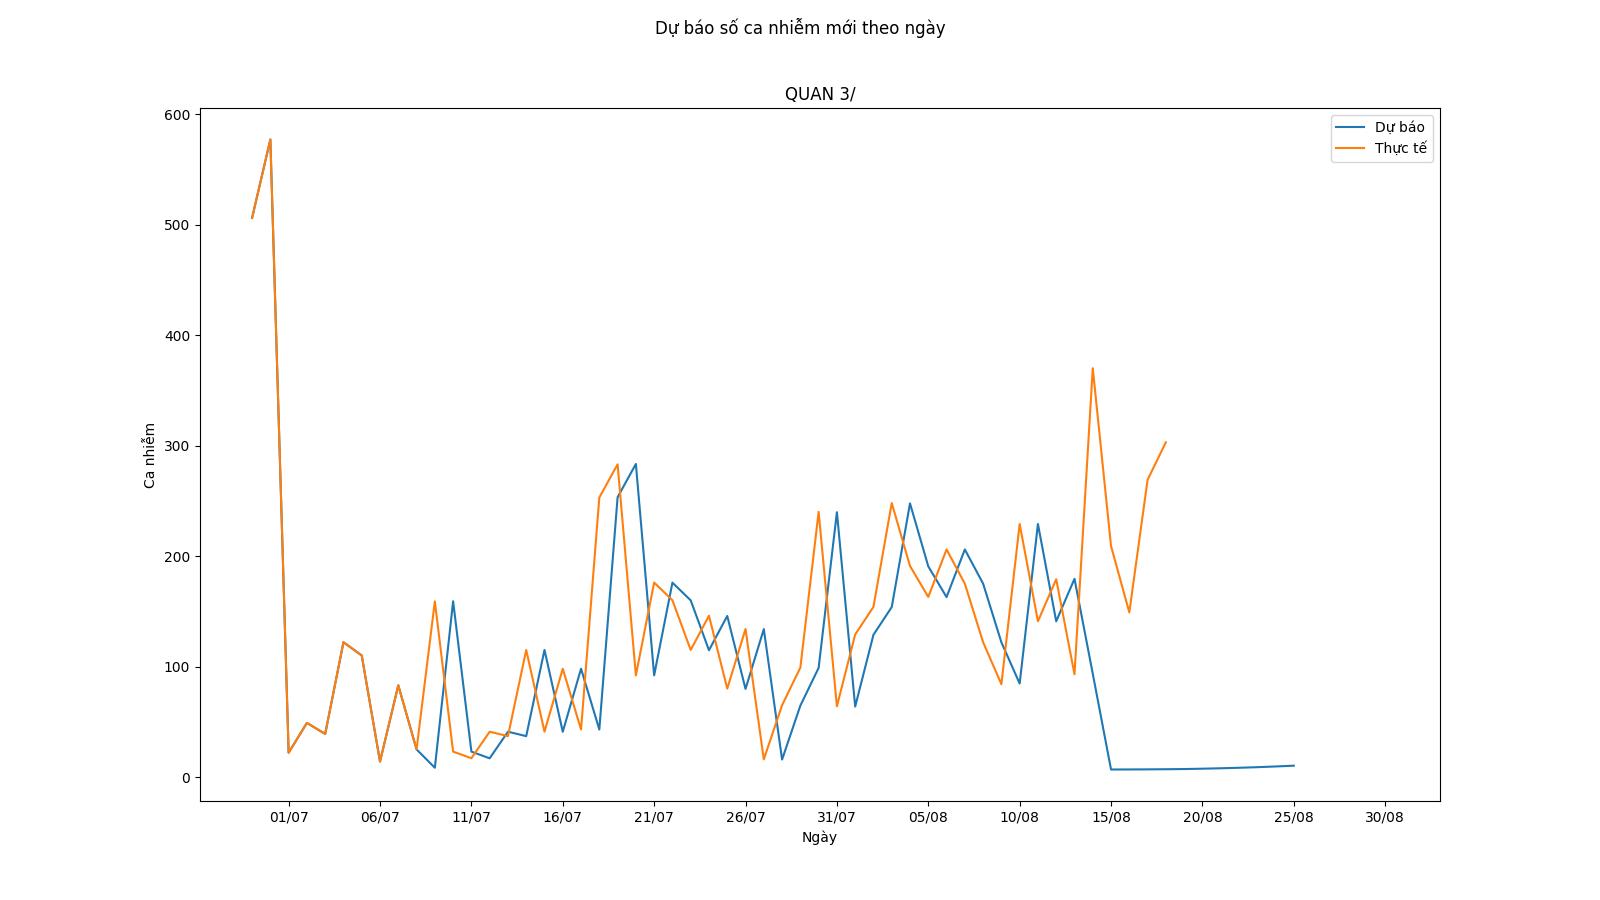 Dự báo số ca nhiễm mới theo ngày
QUAN 3/
Dự báo
Thực tế
600
500
400
300
200
100
0
Ca nhiễm
01/07 06/07 11/07 16/07 21/07 26/07 31/07 05/08 10/08 15/08 20/08 25/08 30/08
Ngày